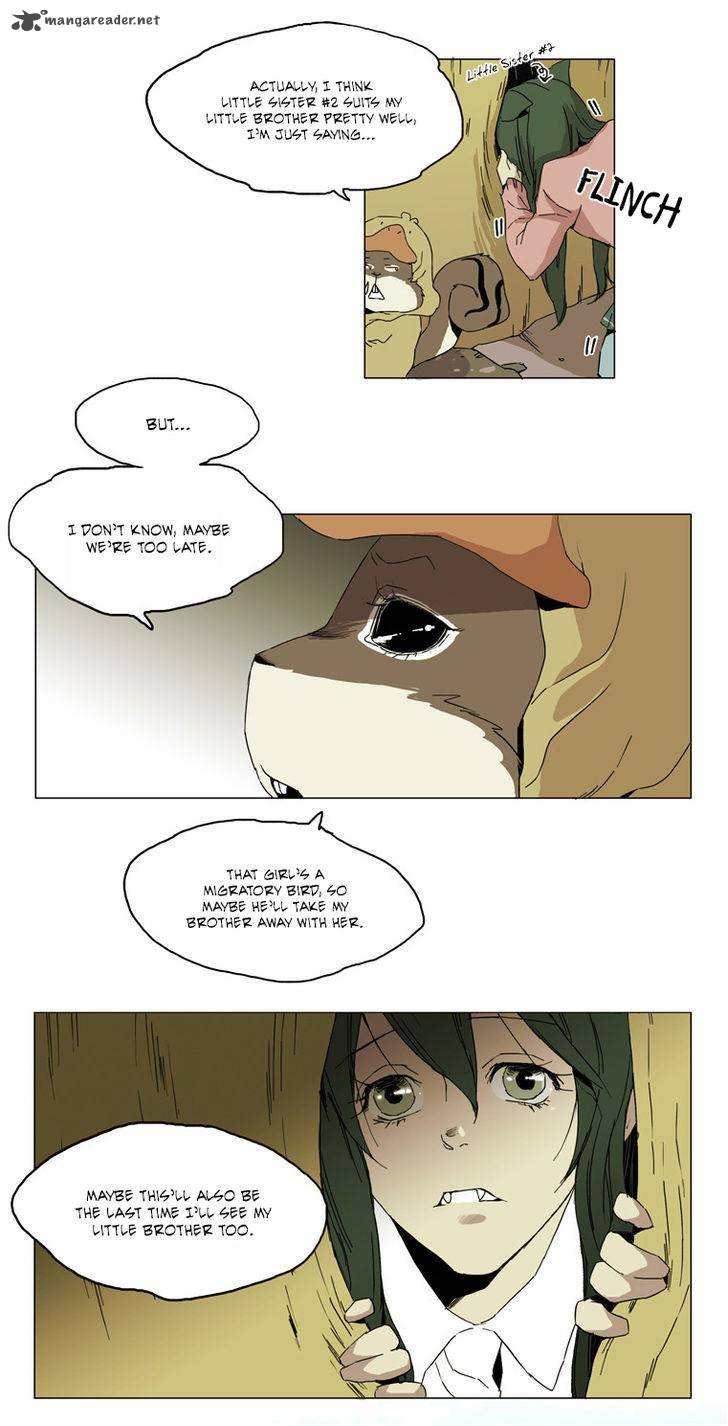 mangareader.net
Little Sister #2
ACTUALLY, I THINK
LITTLE SISTER #2 SUITS MY
LITTLE BROTHER PRETTY WELL,
I'M JUST SAYING...
FLINCH
BUT...
I DON'T KNOW, MAYBE
WE'RE TOO LATE.
THAT GIRL'S A
MIGRATORY BIRD, SO
MAYBE HE'LL TAKE MY
BROTHER AWAY WITH HER.
MAYBE THIS'LL ALSO BE
THE LAST TIME I'LL SEE MY
LITTLE BROTHER TOO.